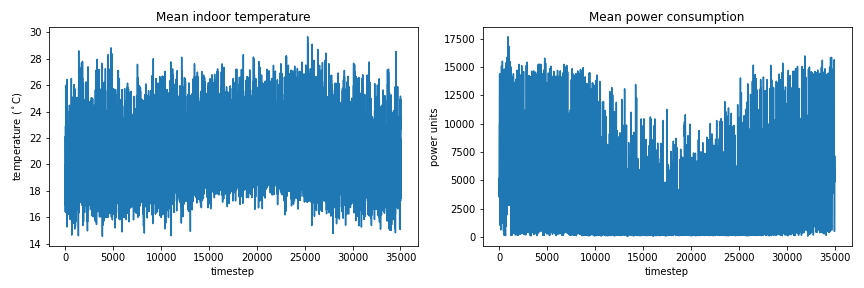 Mean indoor temperature
temperature (°C)
30
28
26
24
22
20
18
16
14
0 5000 10000 15000 20000 25000 30000 35000
timestep
Mean power consumption
power units
17500
15000
12500
10000
7500
5000
2500
0
0 5000 10000 15000 20000 25000 30000 35000
timestep